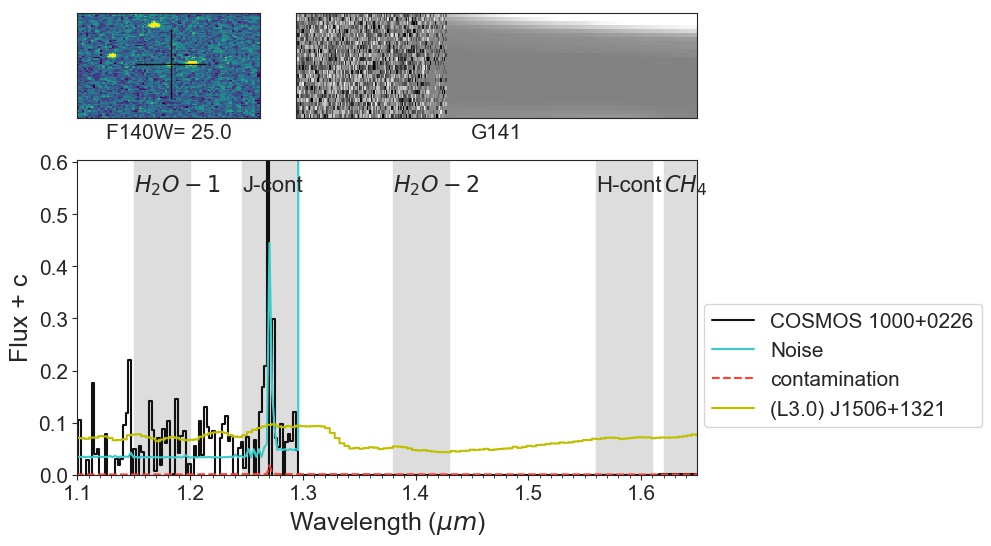 F140W= 25.0
G141
H₂O − 1
J-cont
H₂O − 2
H-cont
CH₄
0.6
0.5
0.4
0.3
0.2
0.1
0.0
Flux + c
1.1
1.2
1.3
1.4
1.5
1.6
Wavelength (μm)
COSMOS 1000+0226
Noise
contamination
(L3.0) J1506+1321